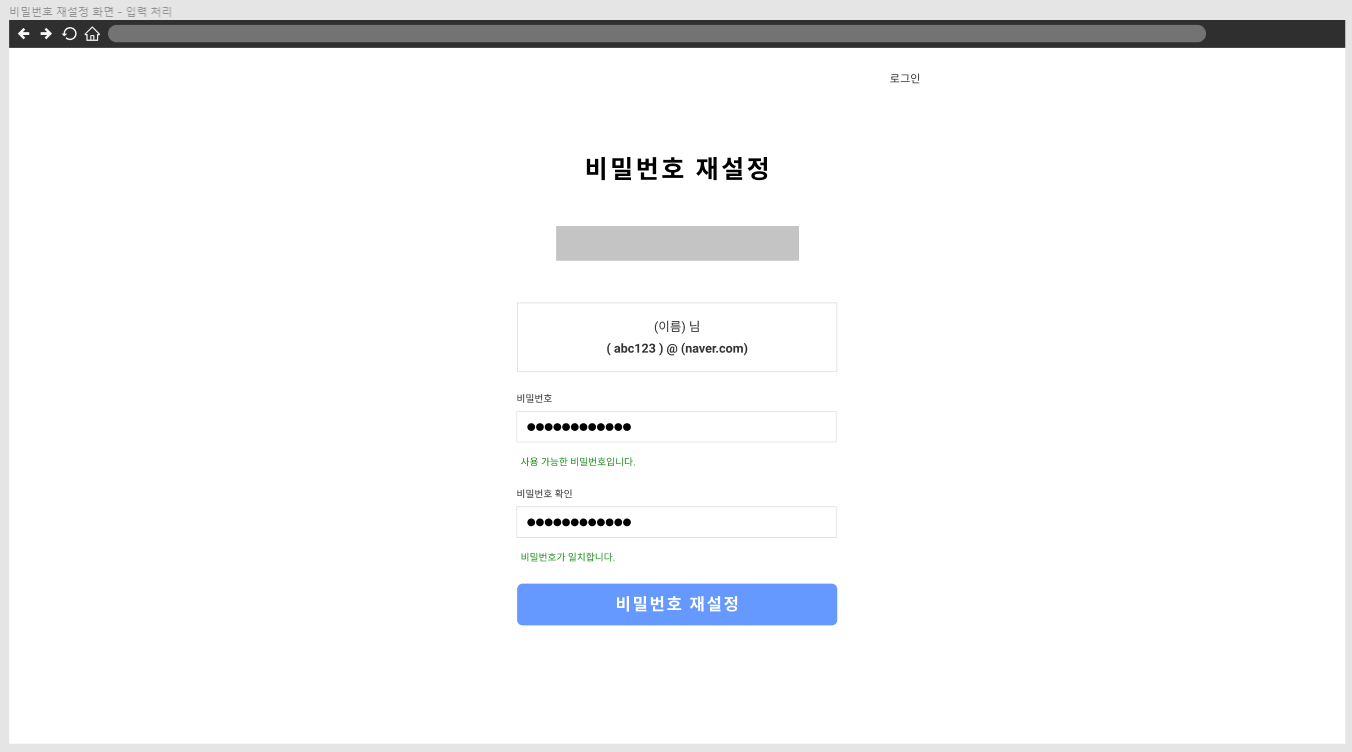 비밀번호 재설정 화면 - 입력 처리
로그인
비밀번호 재설정
(이름) 님
( abc123 ) @ (naver.com)
비밀번호
●●●●●●●●●●●●
사용 가능한 비밀번호입니다.
비밀번호 확인
●●●●●●●●●●●●
비밀번호가 일치합니다.
비밀번호 재설정